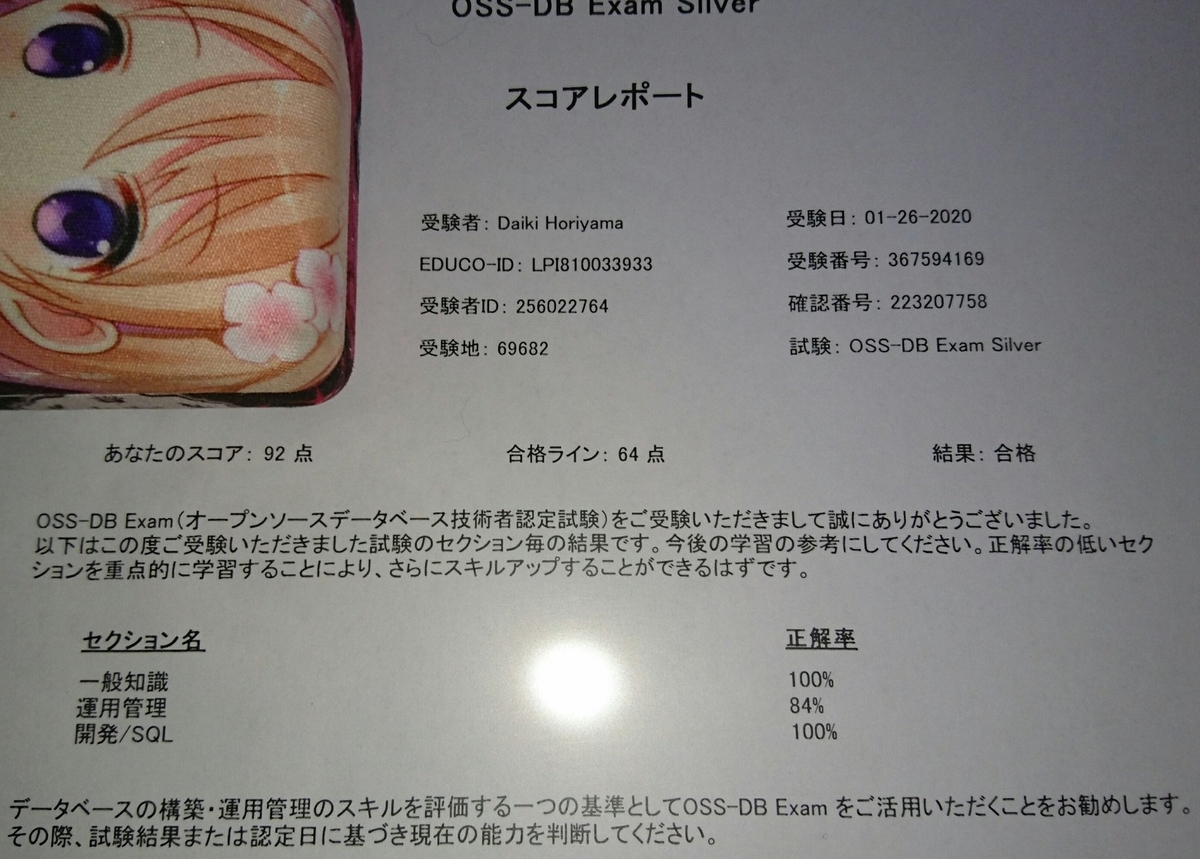 OSS-DB Exam Silver
スコアレポート
受験者: Daiki Horiyama
受験日: 01-26-2020
EDUCO-ID: LPI810033933
受験番号: 367594169
受験者ID: 256022764
確認番号: 223207758
受験地: 69682
試験: OSS-DB Exam Silver
あなたのスコア: 92 点
合格ライン: 64 点
結果: 合格
OSS-DB Exam(オープンソースデータベース技術者認定試験)をご受験いただきまして誠にありがとうございました。
以下はこの度ご受験いただきました試験のセクション毎の結果です。今後の学習の参考にしてください。正解率の低いセク
ションを重点的に学習することにより、さらにスキルアップすることができるはずです。
セクション名 正解率
一般知識 100%
運用管理 84%
開発/SQL 100%
データベースの構築・運用管理のスキルを評価する一つの基準としてOSS-DB Exam をご活用いただくことをお勧めします。
その際、試験結果または認定日に基づき現在の能力を判断してください。